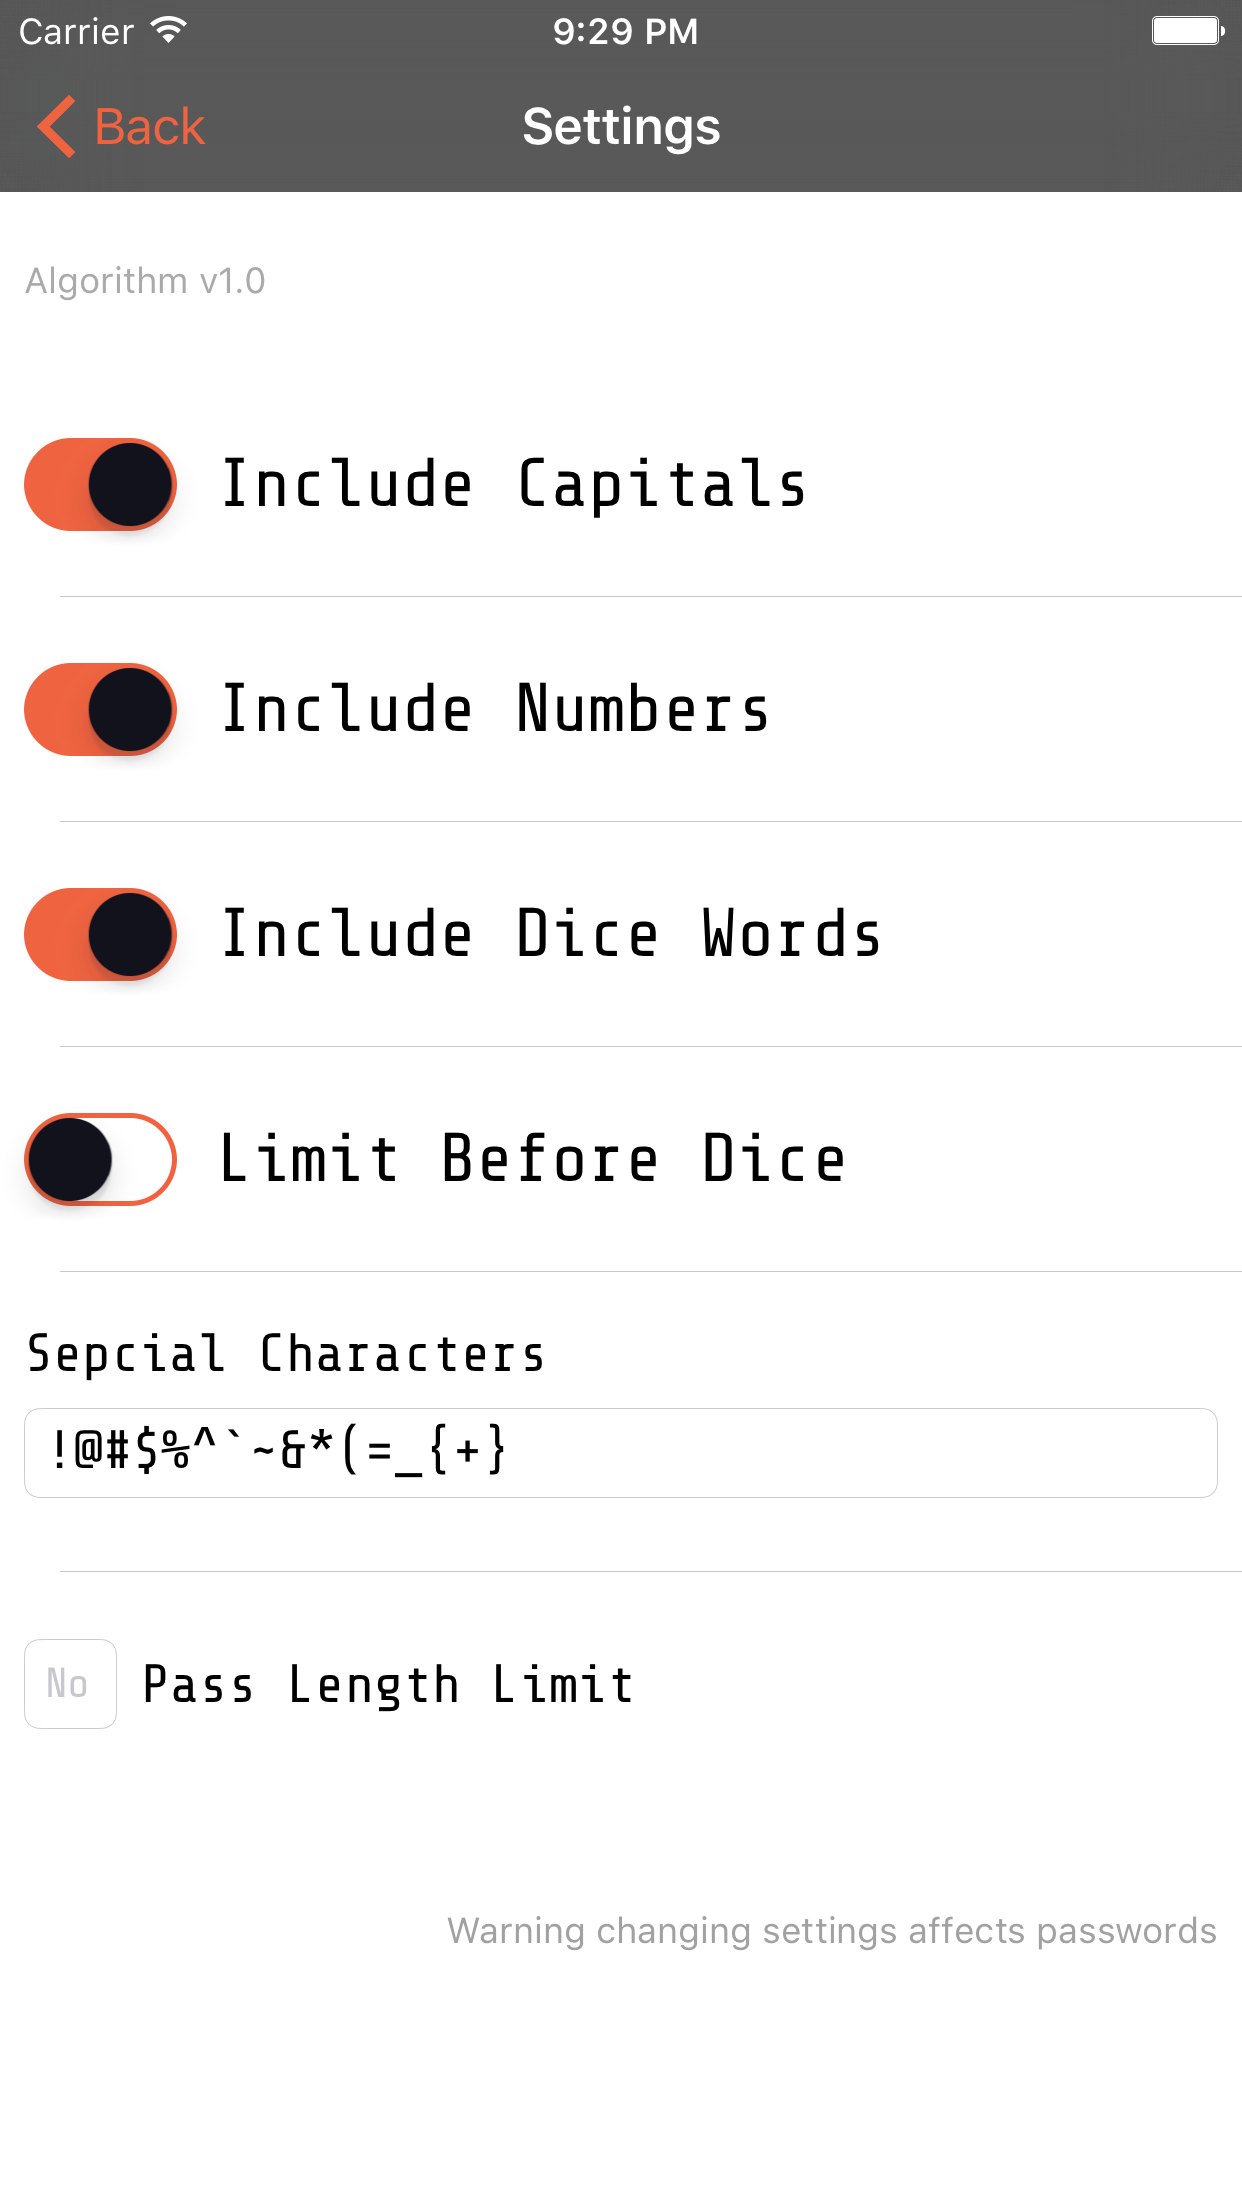 Carrier 9:29 PM
Back Settings
Algorithm v1.0
Include Capitals
Include Numbers
Include Dice Words
Limit Before Dice
Sepcial Characters
!@#$%^`~&*(=_{+}
No Pass Length Limit
Warning changing settings affects passwords